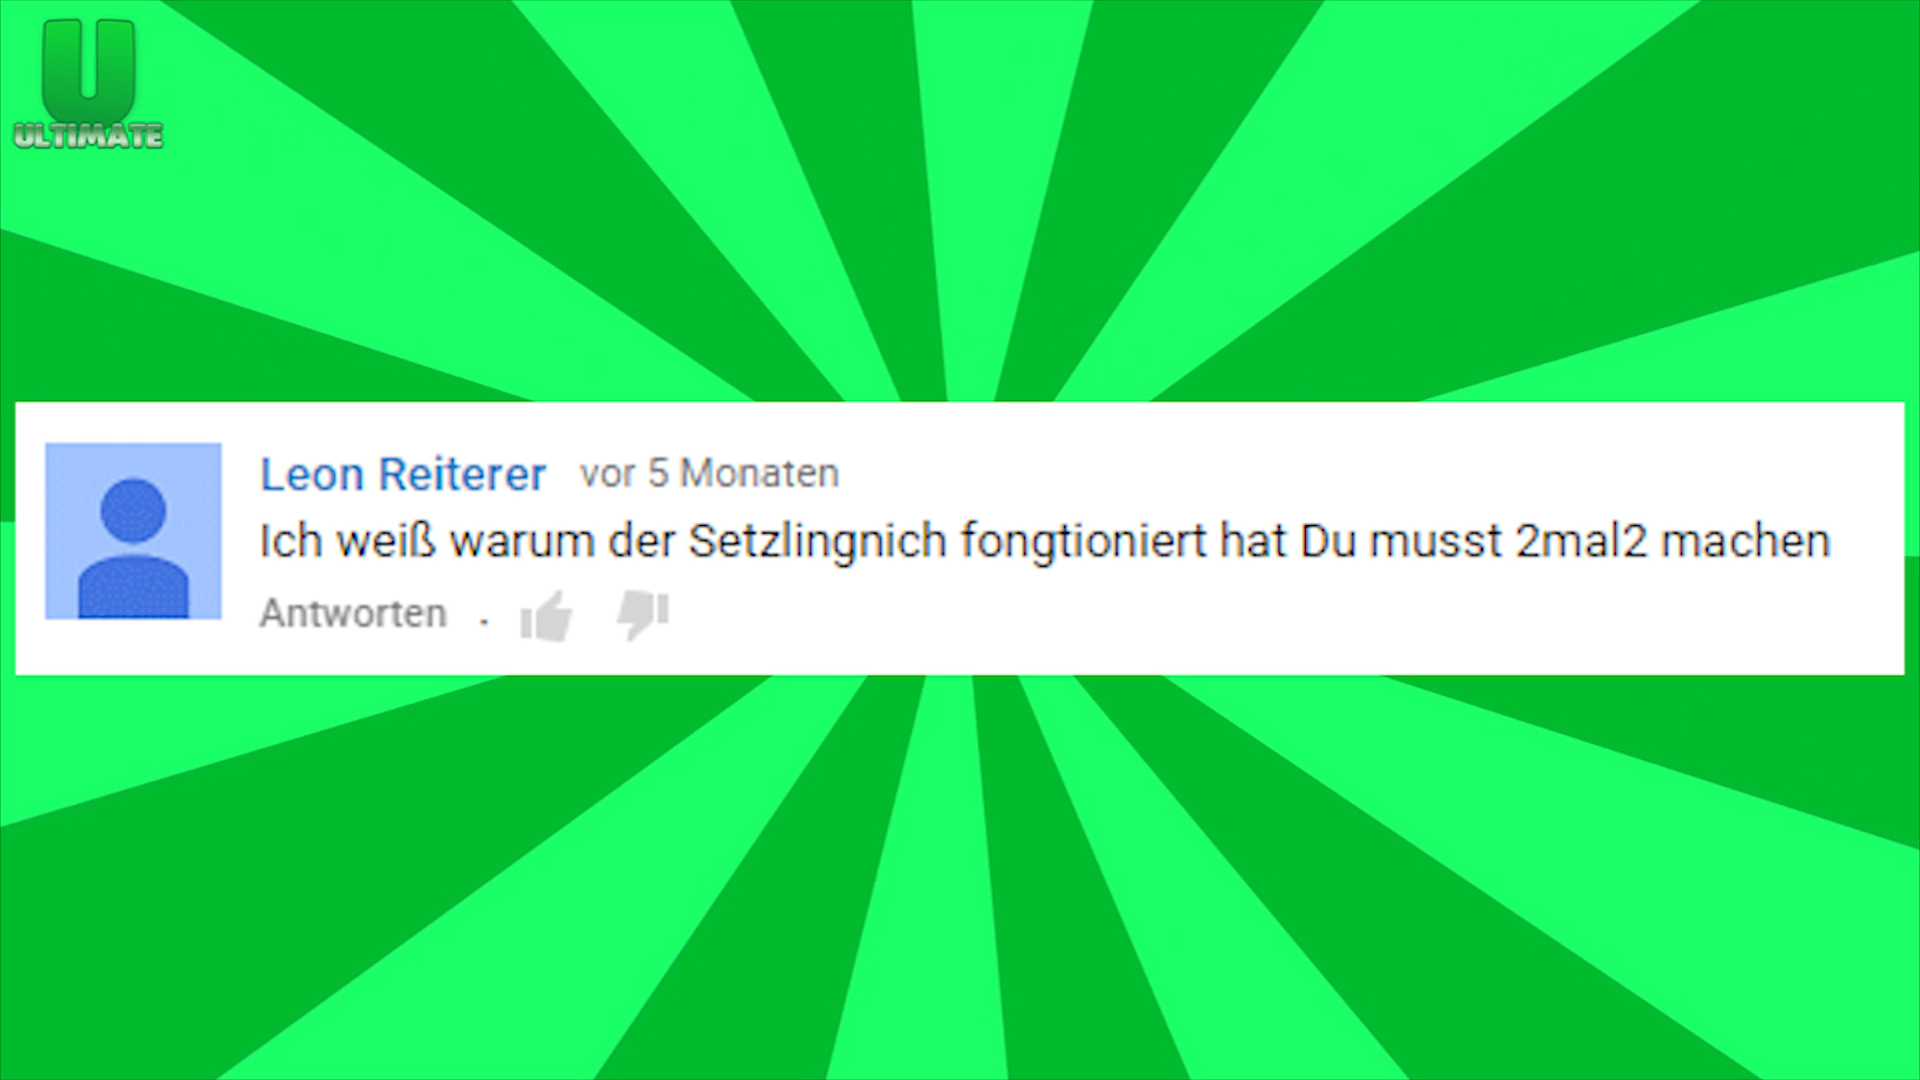 U
ULTIMATE
Leon Reiterer vor 5 Monaten
Ich weiß warum der Setzlingnich fongtioniert hat Du musst 2mal2 machen
Antworten .